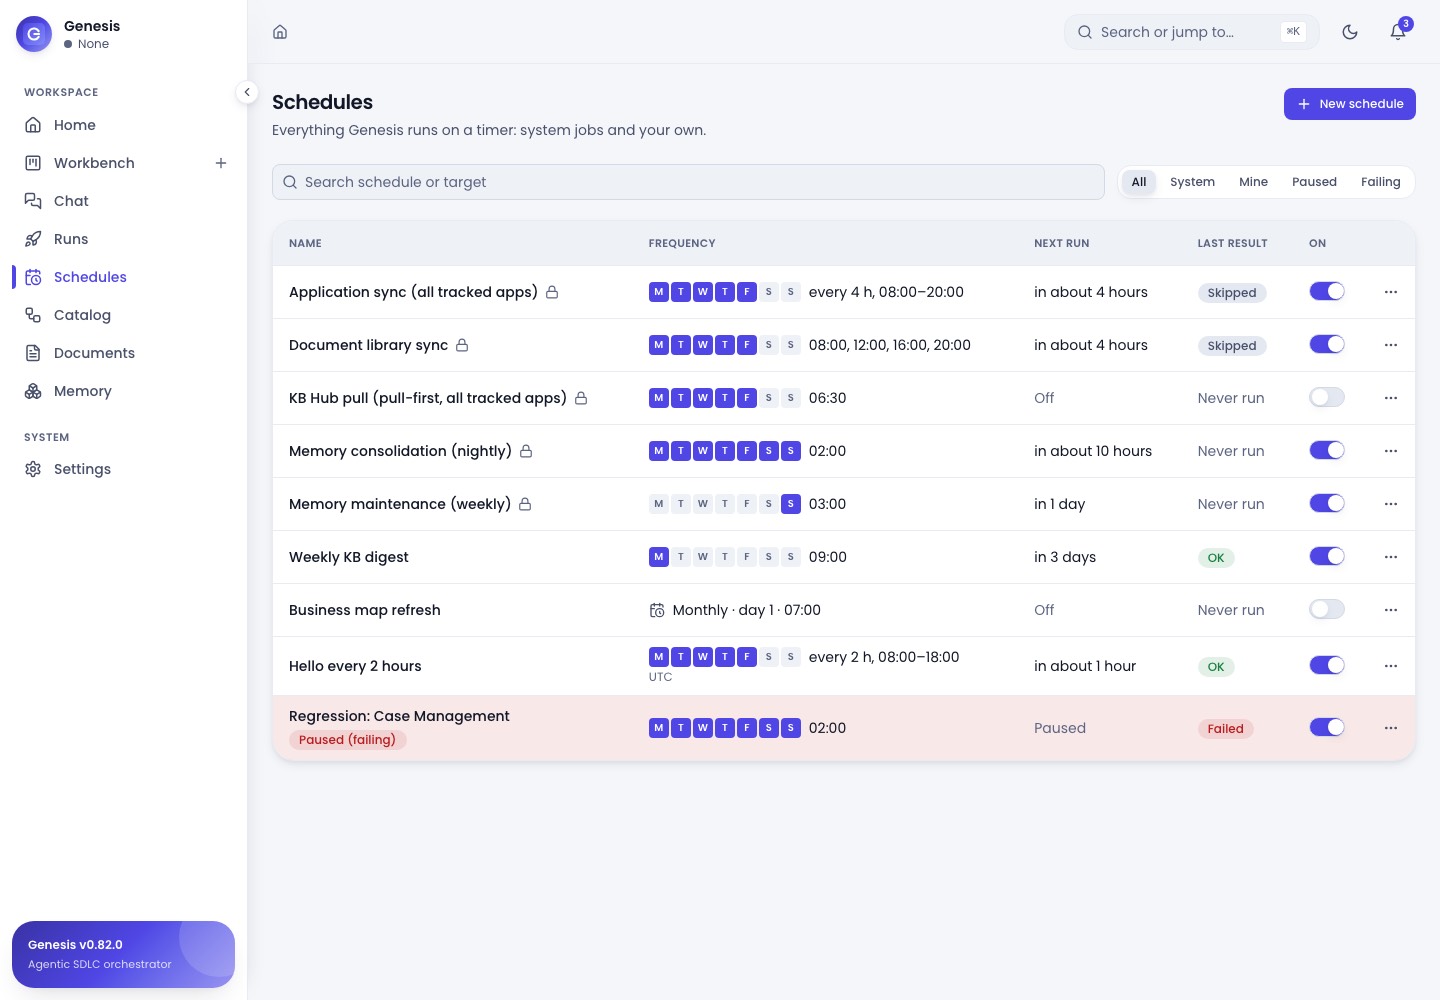 Genesis
None
WORKSPACE
Home
Workbench
Chat
Runs
Schedules
Catalog
Documents
Memory
SYSTEM
Settings
Genesis v0.82.0
Agentic SDLC orchestrator
Search or jump to...
⌘K
3
Schedules
Everything Genesis runs on a timer: system jobs and your own.
New schedule
Search schedule or target
All System Mine Paused Failing
NAME FREQUENCY NEXT RUN LAST RESULT ON
Application sync (all tracked apps) M T W T F S S every 4 h, 08:00–20:00 in about 4 hours Skipped
Document library sync M T W T F S S 08:00, 12:00, 16:00, 20:00 in about 4 hours Skipped
KB Hub pull (pull-first, all tracked apps) M T W T F S S 06:30 Off Never run
Memory consolidation (nightly) M T W T F S S 02:00 in about 10 hours Never run
Memory maintenance (weekly) M T W T F S S 03:00 in 1 day Never run
Weekly KB digest M T W T F S S 09:00 in 3 days OK
Business map refresh Monthly · day 1 · 07:00 Off Never run
Hello every 2 hours M T W T F S S every 2 h, 08:00–18:00 in about 1 hour OK
UTC
Regression: Case Management M T W T F S S 02:00 Paused Failed
Paused (failing)